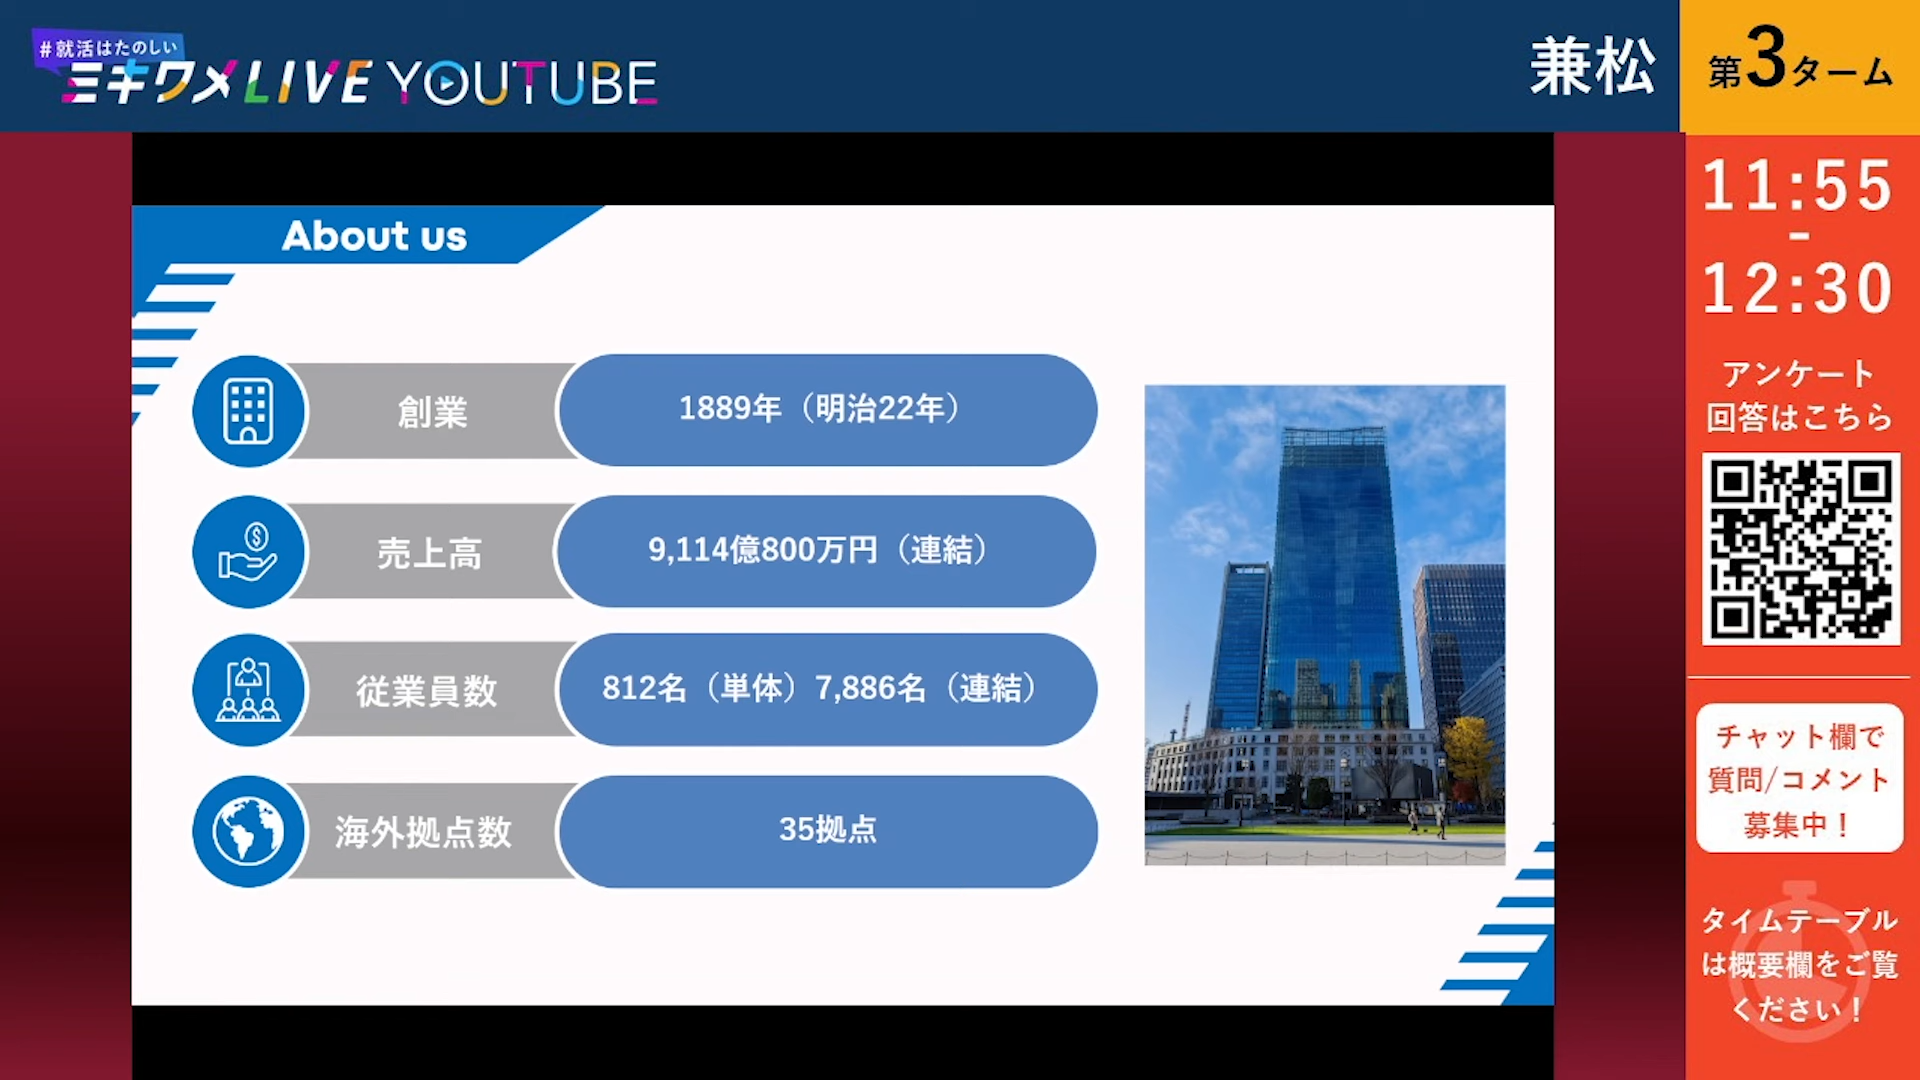 #就活はたのしい
ミキワメLIVE YOUTUBE
兼松
第3ターム
About us
創業
1889年（明治22年）
売上高
9,114億800万円（連結）
従業員数
812名（単体）7,886名（連結）
海外拠点数
35拠点
11:55
-
12:30
アンケート
回答はこちら
チャット欄で
質問/コメント
募集中！
タイムテーブル
は概要欄をご覧
ください！